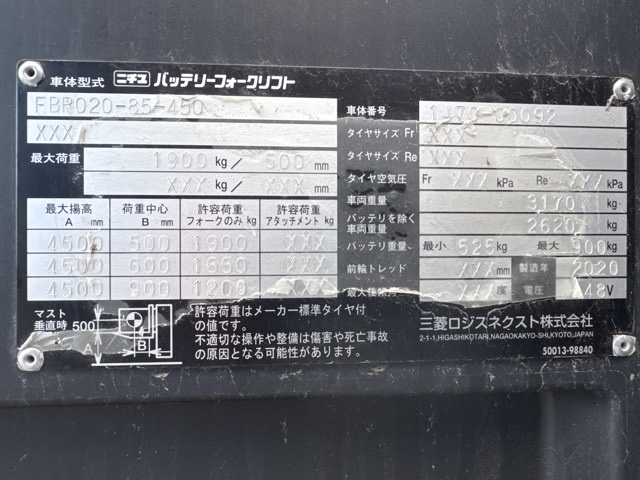 車体型式 ニチユ バッテリーフォークリフト
FBRO20-85-450
XXX
最大荷重 1900 kg / 500 mm
XXX kg / XXX mm
最大揚高 A mm 荷重中心 B mm 許容荷重 フォークのみ kg 許容荷重 アタッチメント kg
4500 500 1900 XXX
4500 600 1650 XXX
4500 900 1200 XXX
マスト
垂直時 500
A
B
許容荷重はメーカー標準タイヤ付
の値です。
不適切な操作や整備は傷害や死亡事故
の原因となる可能性があります。
車体番号
タイヤサイズ Fr XXX
タイヤサイズ Re XXX
タイヤ空気圧 Fr XXX kPa Re XXX kPa
車両重量 3170 kg
バッテリを除く
車両重量 2620 kg
バッテリ重量 最小 525 kg 最大 900 kg
前輪トレッド XXX mm 製造年 2020
XXX 度 電圧 48 V
三菱ロジスネクスト株式会社
2-1-1,HIGASHIKOTARI,NAGAOKAKYO-SHI,KYOTO,JAPAN
50013-98840